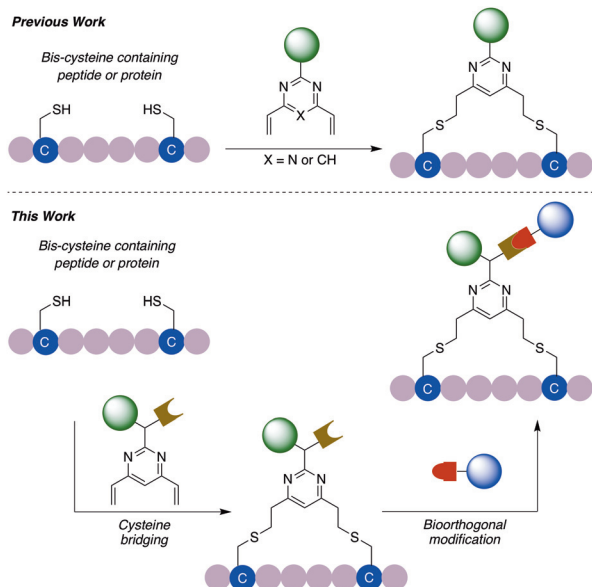 Previous Work
Bis-cysteine containing
peptide or protein
SH
HS
C
C
N
N
X
X = N or CH
N
N
S
S
C
C
This Work
Bis-cysteine containing
peptide or protein
SH
HS
C
C
N
N
S
S
C
C
N
N
Cysteine
bridging
N
N
S
S
C
C
Bioorthogonal
modification